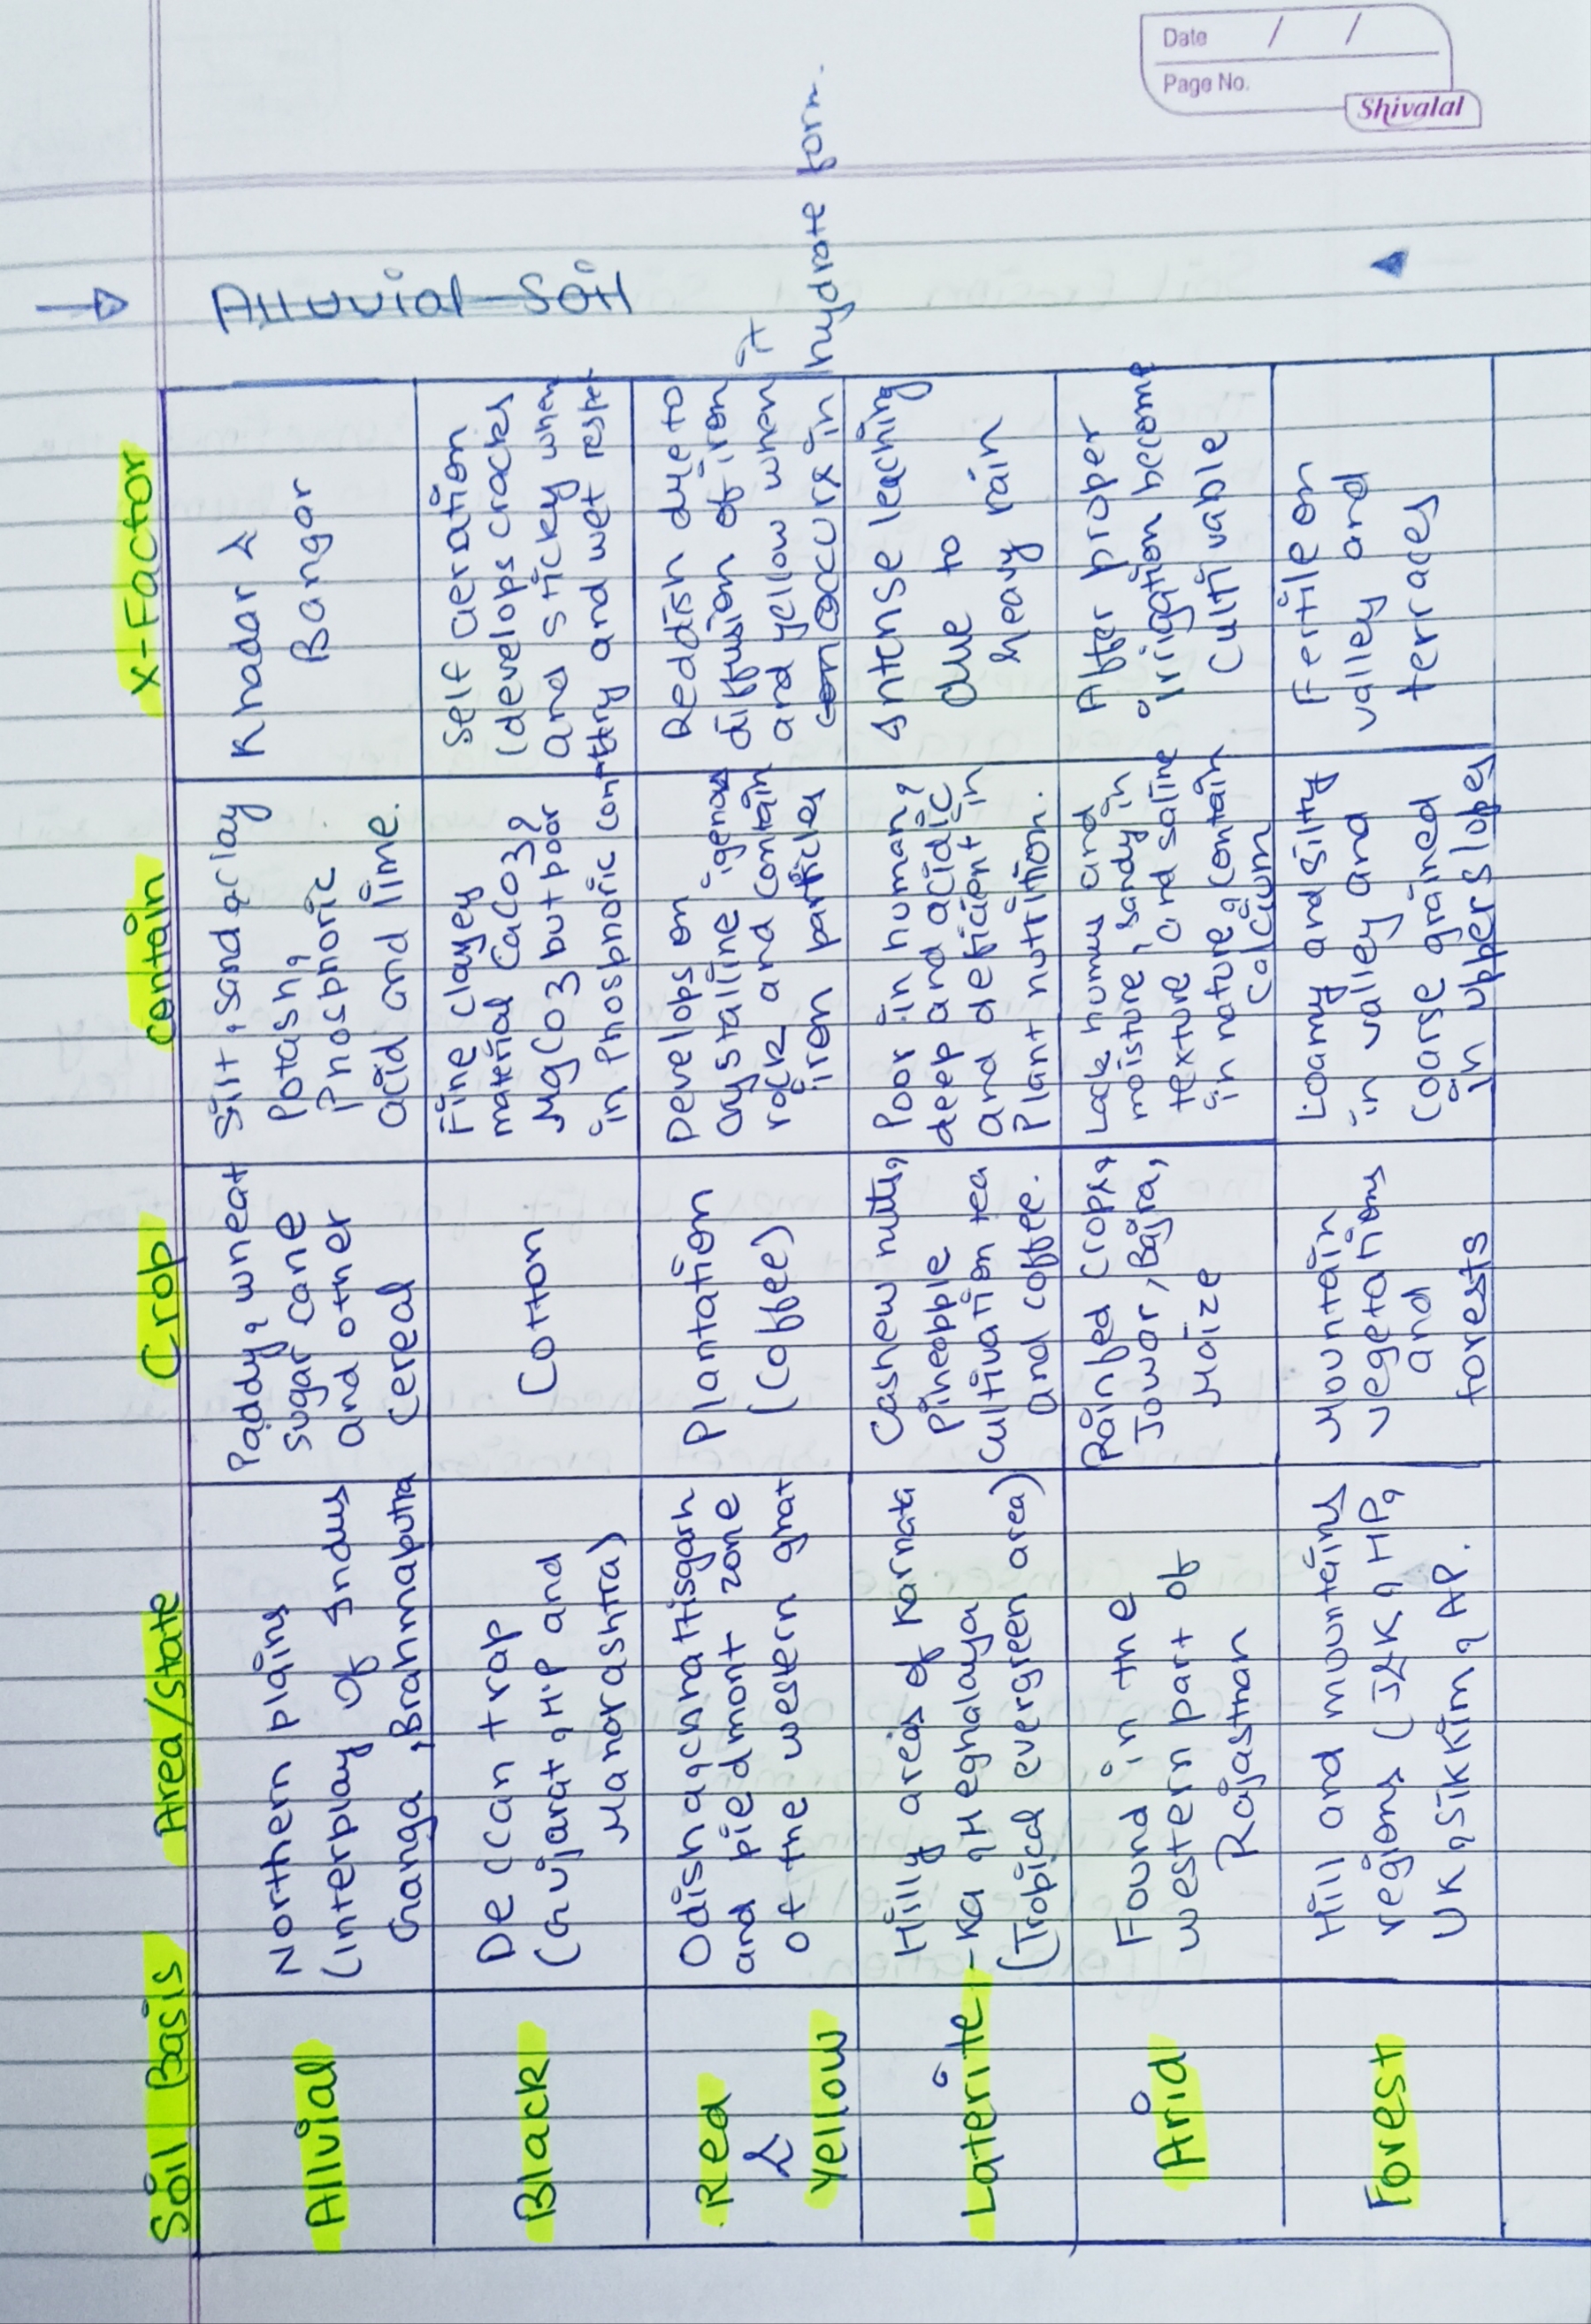 Date / /
Page No.
Shivalal
Soil Basis Area/State Crop contain x-Factor
Alluvial
Northern plains
(interplay of Indus
Ganga, Brahmaputra
Paddy, wheat
sugar cane
and other
cereal
Silt, sand, clay
Potash,
Phosphoric
acid and lime.
Khadar &
Bangar
Black
Deccan trap
(Gujarat, MP and
Maharashtra)
Cotton
Fine clayey
material CaCO3,
MgCO3 but poor
in Phosphoric cont
Self aeration
(develops cracks
and sticky when
dry and wet respe
Red
&
Yellow
Odisha, chhattisgarh
and piedmont zone
of the western ghat
plantation
(coffee)
Develops on
crystalline igenous
rock and contain
iron particles
Reddish due to
diffusion of iron
and yellow when it
occurs in hydrate form.
Laterite
Hilly areas of Karnata
-ka, Meghalaya
(Tropical evergreen area)
Cashew nuts,
Pineapple
cultivation tea
and coffee.
Poor in human,
deep and acidic
and deficient in
Plant nutrition.
Intense leaching
due to
heavy rain
Arid
Found in the
western part of
Rajasthan
Rainfed crops,
Jowar, Bajra,
Maize
Lack humus and
moisture, sandy in
texture and saline
in nature, contain
calcium
After proper
irrigation become
cultivable
Forest
Hill and mountains
regions (J&K, HP,
UK, Sikkim, AP.
Mountain
vegetations
and
forests
Loamy and silty
in valley and
coarse grained
in upper slopes
Fertile on
valley and
terraces
→ Alluvial Soil